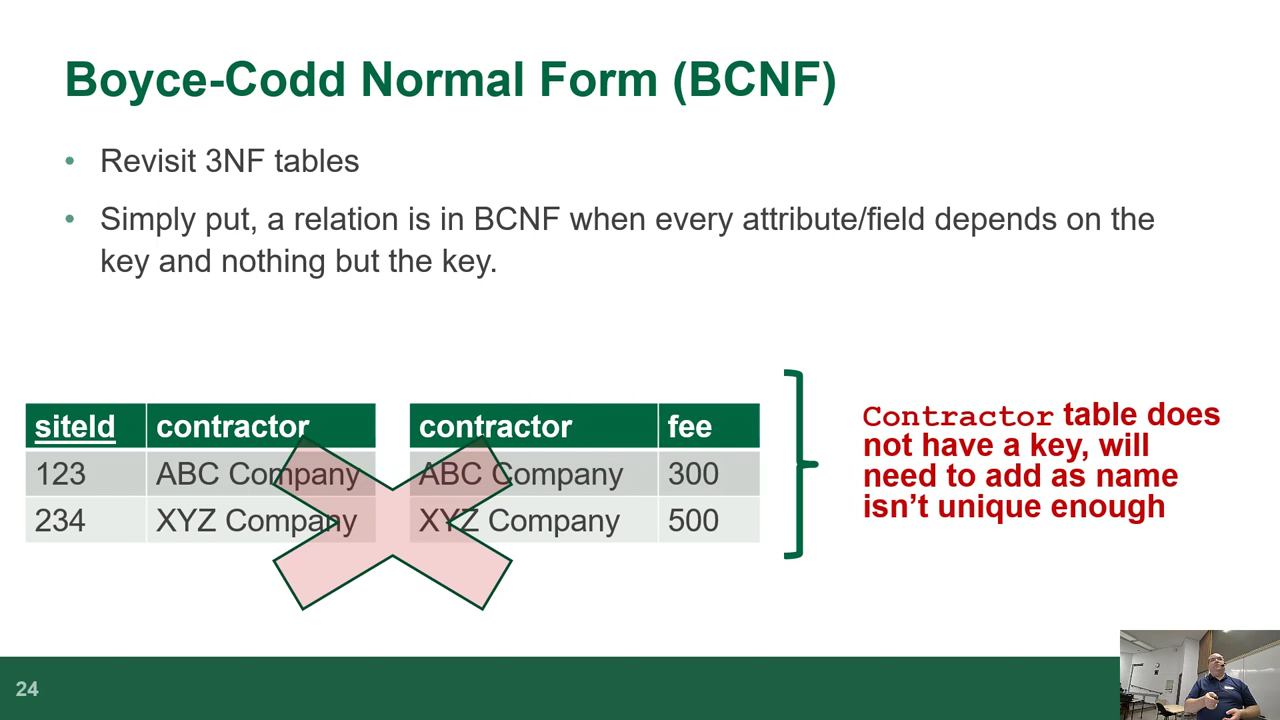 Boyce-Codd Normal Form (BCNF)
• Revisit 3NF tables
• Simply put, a relation is in BCNF when every attribute/field depends on the
key and nothing but the key.
siteId contractor
123 ABC Company
234 XYZ Company
contractor fee
ABC Company 300
XYZ Company 500
Contractor table does
not have a key, will
need to add as name
isn’t unique enough
24